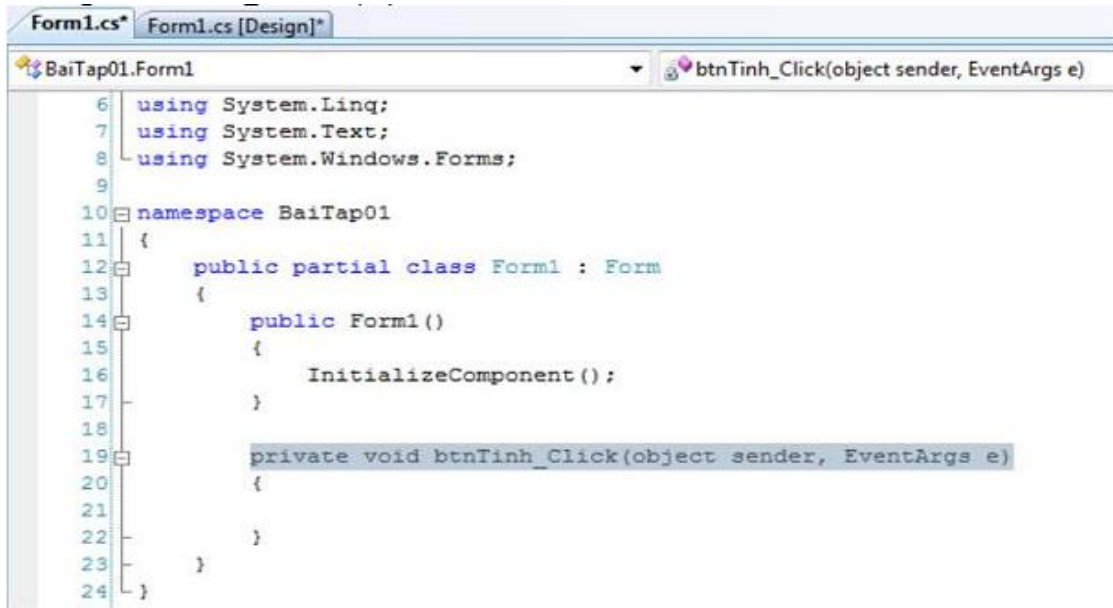 Form1.cs* Form1.cs [Design]*
BaiTap01.Form1 btnTinh_Click(object sender, EventArgs e)
6 using System.Linq;
7 using System.Text;
8 using System.Windows.Forms;
9
10 namespace BaiTap01
11 {
12 public partial class Form1 : Form
13 {
14 public Form1()
15 {
16 InitializeComponent();
17 }
18
19 private void btnTinh_Click(object sender, EventArgs e)
20 {
21
22 }
23 }
24 }